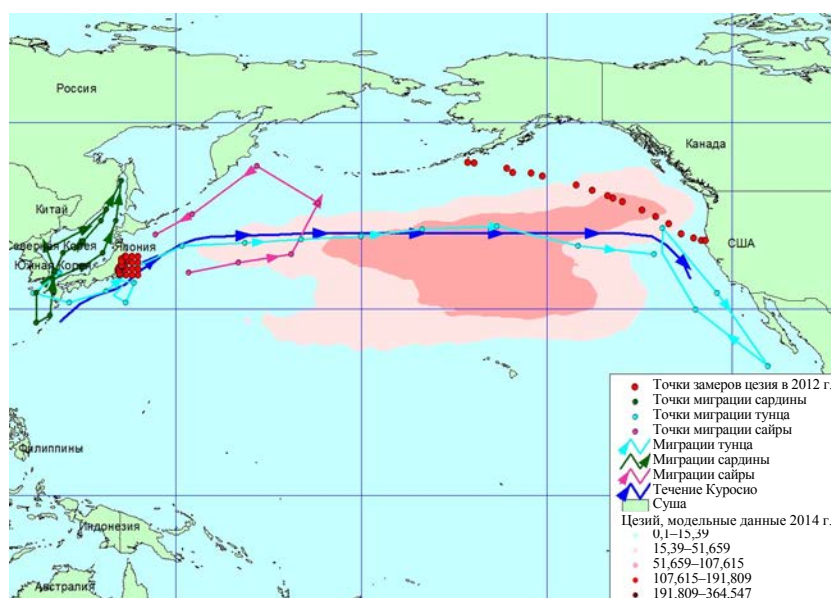 Россия
Канада
Китай
Северная Корея
Япония
Южная Корея
США
Филиппины
Индонезия
Австралия
Точки замеров цезия в 2012 г.
Точки миграции сардины
Точки миграции тунца
Точки миграции сайры
Миграции тунца
Миграции сардины
Миграции сайры
Течение Куросио
Суша
Цезий, модельные данные 2014 г.
0,1–15,39
15,39–51,659
51,659–107,615
107,615–191,809
191,809–364,547